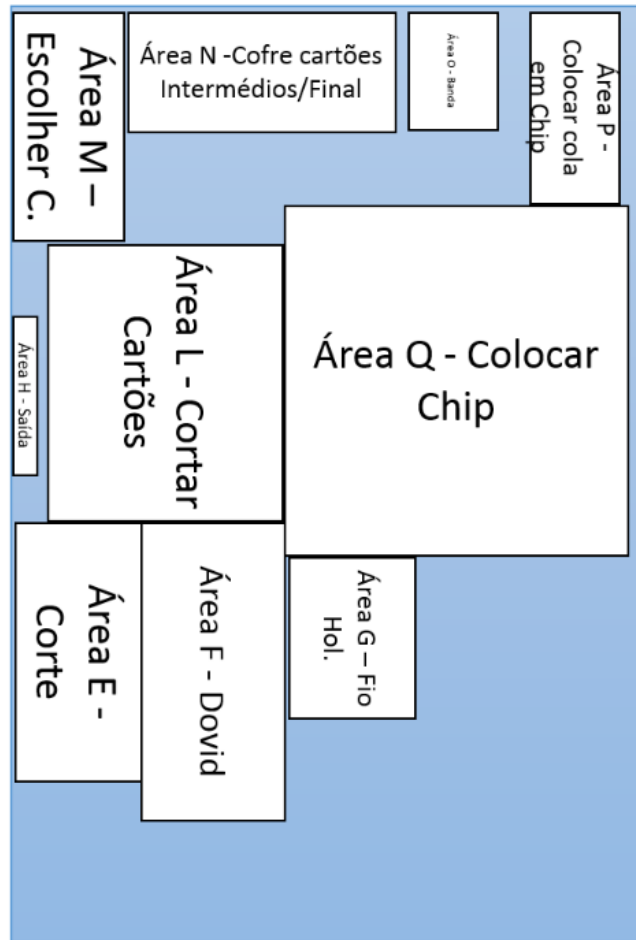 Área M –
Escolher C.
Área N -Cofre cartões
Intermédios/Final
Área O - Banda
Área P -
Colocar cola
em Chip
Área L - Cortar
Cartões
Área Q - Colocar
Chip
Área H - Saída
Área E -
Corte
Área F - Dovid
Área G – Fio
Hol.